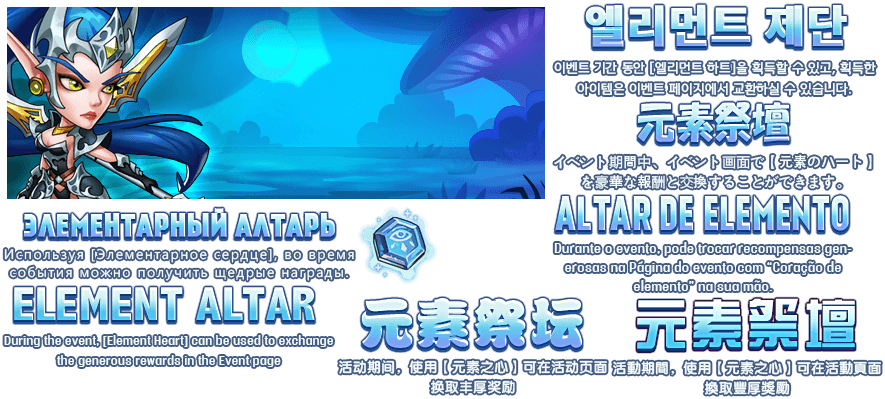 엘리먼트 제단
이벤트 기간 동안 [엘리먼트 하트]을 획득할 수 있고, 획득한
아이템은 이벤트 페이지에서 교환하실 수 있습니다.
元素祭壇
イベント期間中、イベント画面で【 元素のハート 】
を豪華な報酬と交換することができます。
ALTAR DE ELEMENTO
Durante o evento, pode trocar recompensas gen-
erosas na Página do evento com “Coração de
elemento” na sua mão.
ЭЛЕМЕНТАРНЫЙ АЛТАРЬ
Используя [Элементарное сердце], во время
события можно получить щедрые награды.
ELEMENT ALTAR
During the event, [Element Heart] can be used to exchange
the generous rewards in the Event page
元素祭坛
活动期间，使用【 元素之心 】可在活动页面
换取丰厚奖励
元素祭壇
活動期間，使用【 元素之心 】可在活動頁面
換取豐厚獎勵